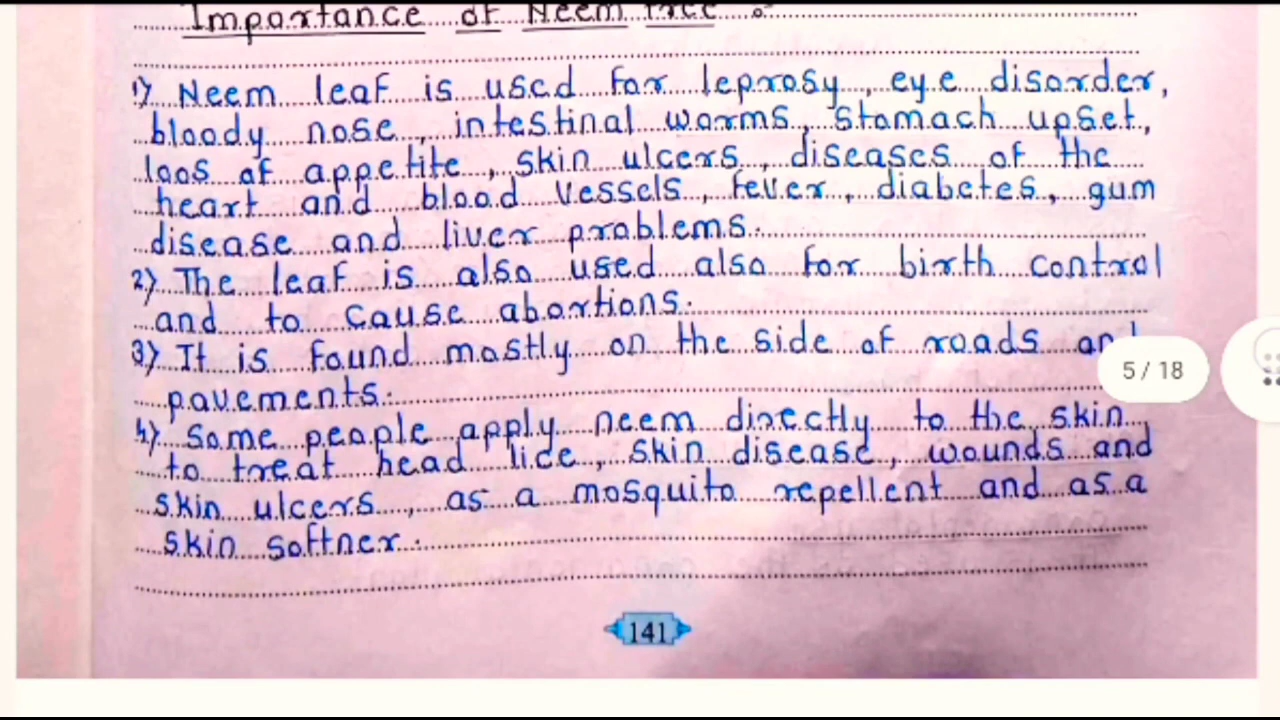 Importance of Neem tree :
1) Neem leaf is used for leprosy, eye disorder,
bloody nose, intestinal worms, stomach upset,
loos of appetite, skin ulcers, diseases of the
heart and blood vessels, fever, diabetes, gum
disease and liver problems.
2) The leaf is also used also for birth control
and to cause abortions.
3) It is found mostly on the side of roads and
pavements.
5 / 18
4) Some people apply neem directly to the skin
to treat head lice, skin disease, wounds and
skin ulcers, as a mosquito repellent and as a
skin softner.
141